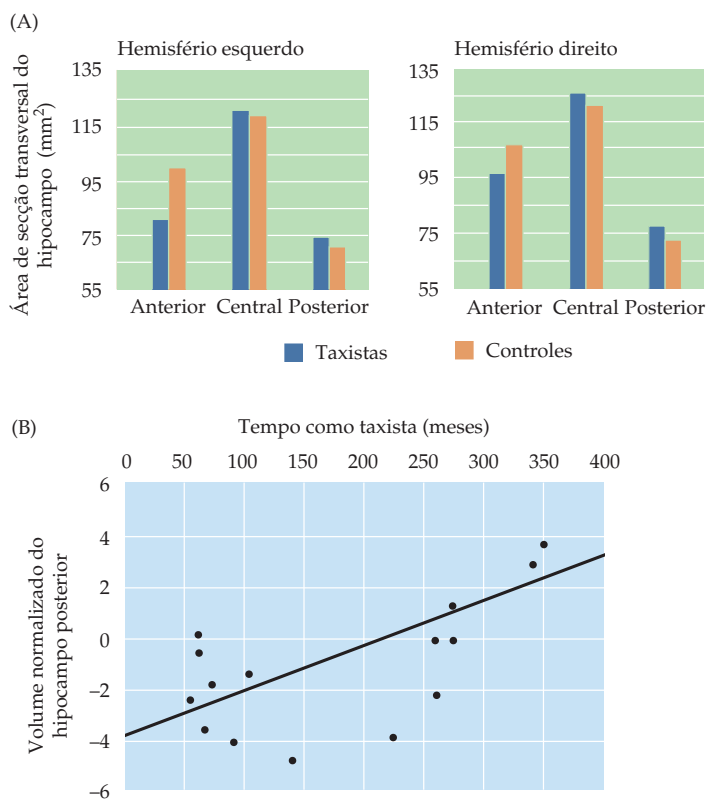 (A)
Hemisfério esquerdo
Hemisfério direito
Área de secção transversal do
hipocampo (mm²)
135
115
95
75
55
Anterior Central Posterior
135
115
95
75
55
Anterior Central Posterior
Taxistas
Controles
(B)
Tempo como taxista (meses)
0 50 100 150 200 250 300 350 400
Volume normalizado do
hipocampo posterior
6
4
2
0
−2
−4
−6